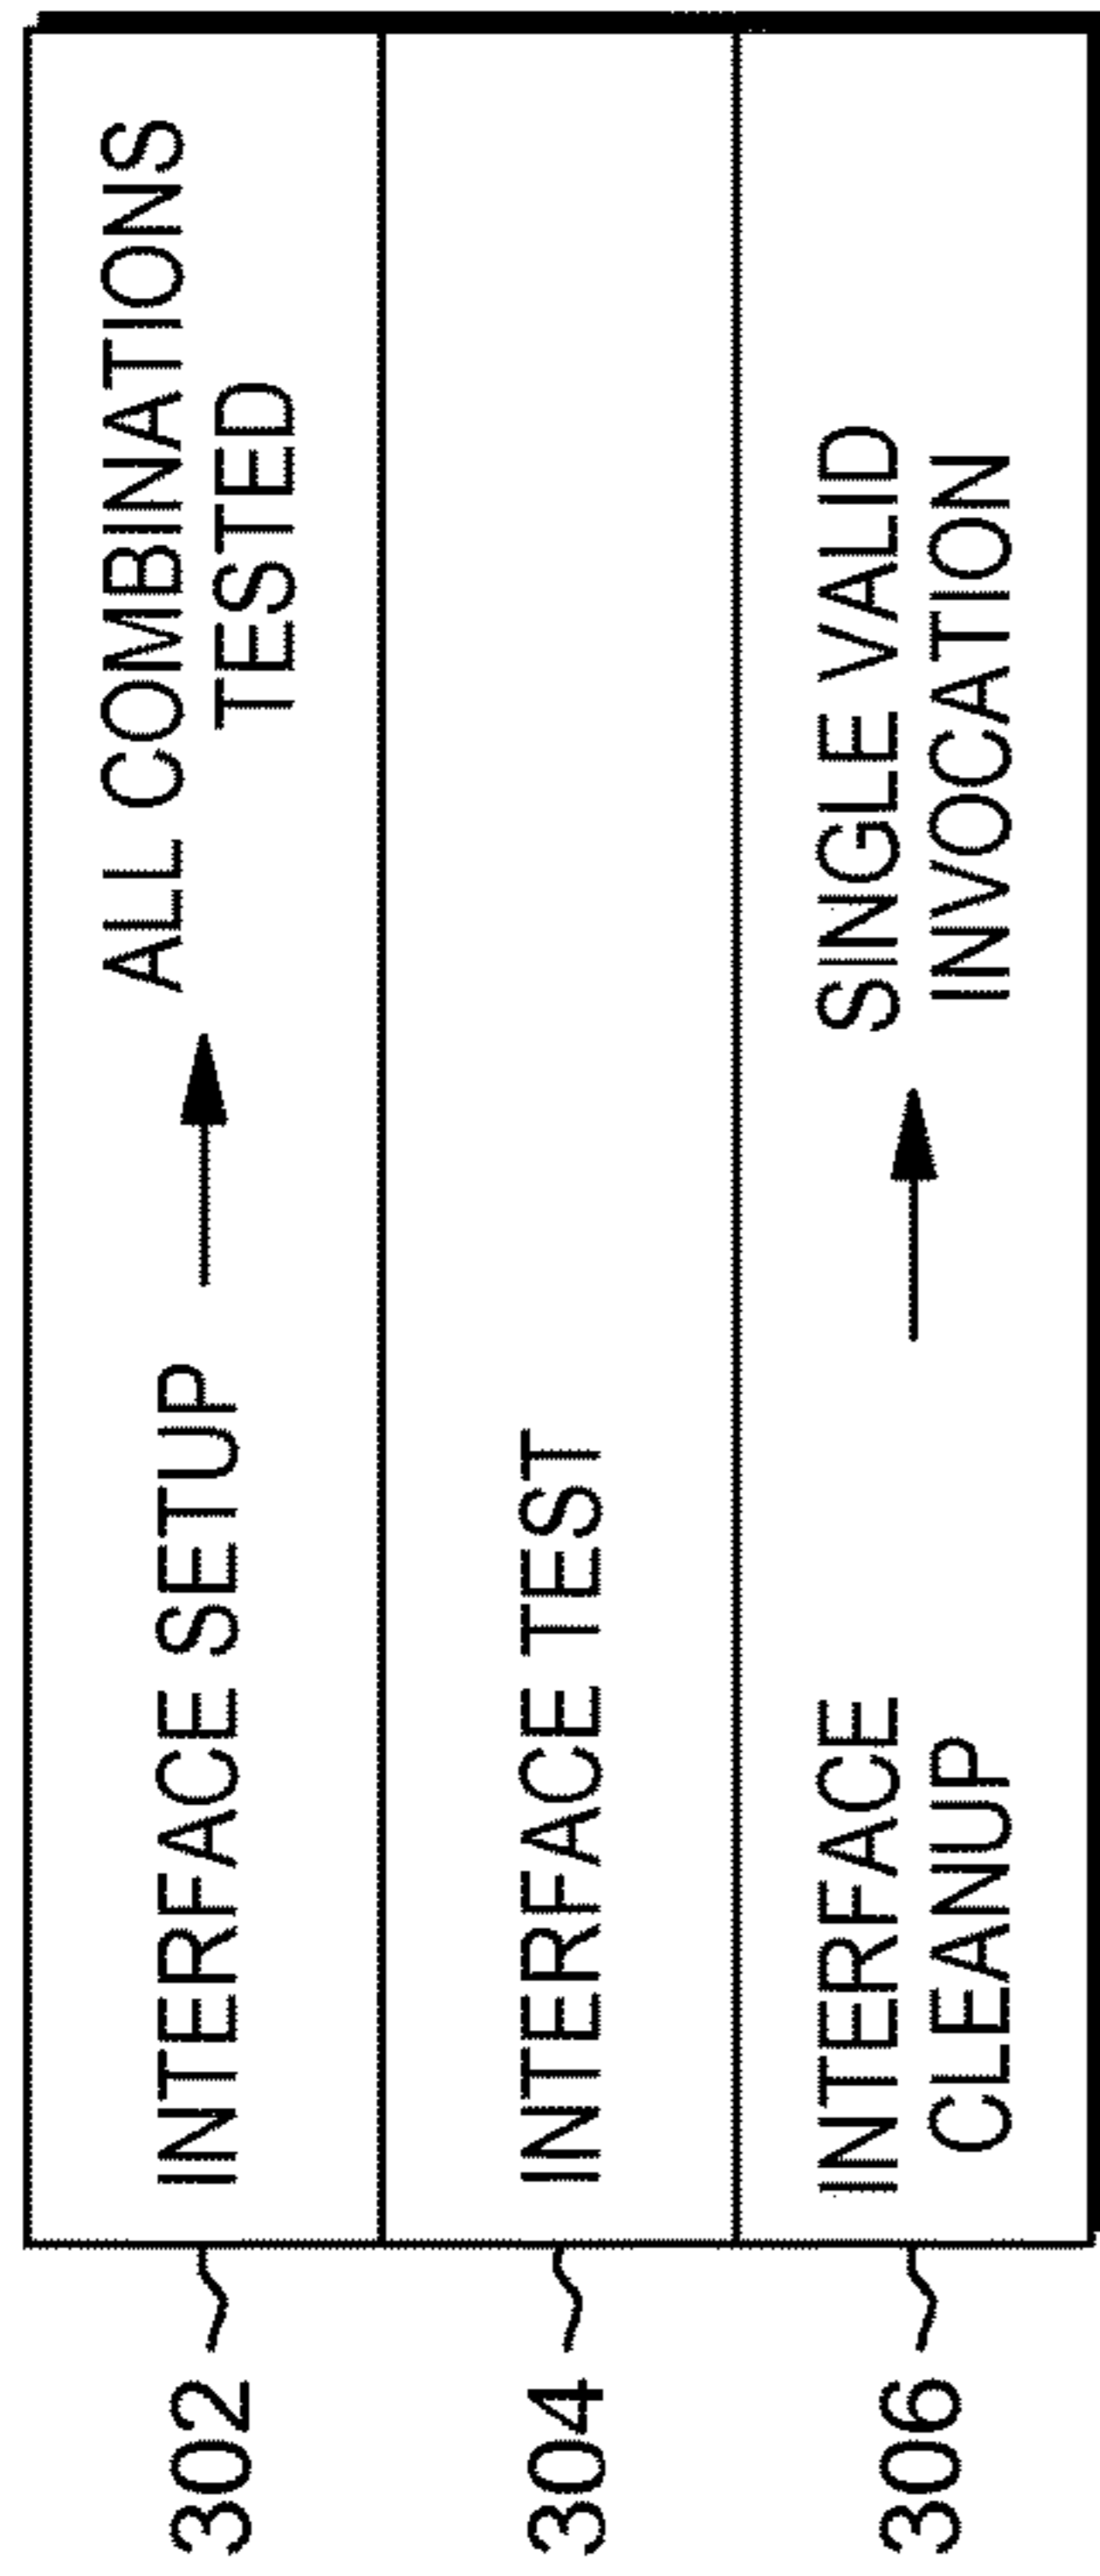 302
INTERFACE SETUP
ALL COMBINATIONS
TESTED
304
INTERFACE TEST
306
INTERFACE
CLEANUP
SINGLE VALID
INVOCATION